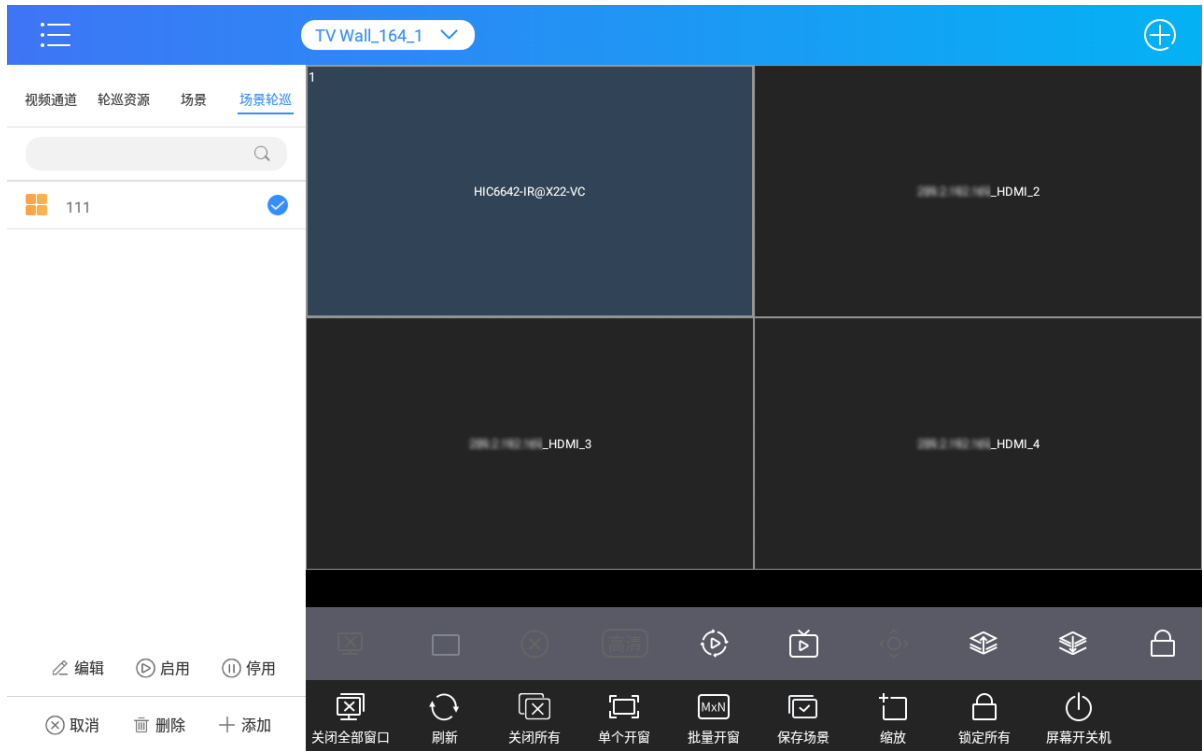 TV Wall_164_1
视频通道 轮巡资源 场景 场景轮巡
111
编辑 启用 停用
取消 删除 添加
1
HIC6642-IR@X22-VC
_HDMI_2
_HDMI_3
_HDMI_4
高清
MxN
关闭全部窗口 刷新 关闭所有 单个开窗 批量开窗 保存场景 缩放 锁定所有 屏幕开关机